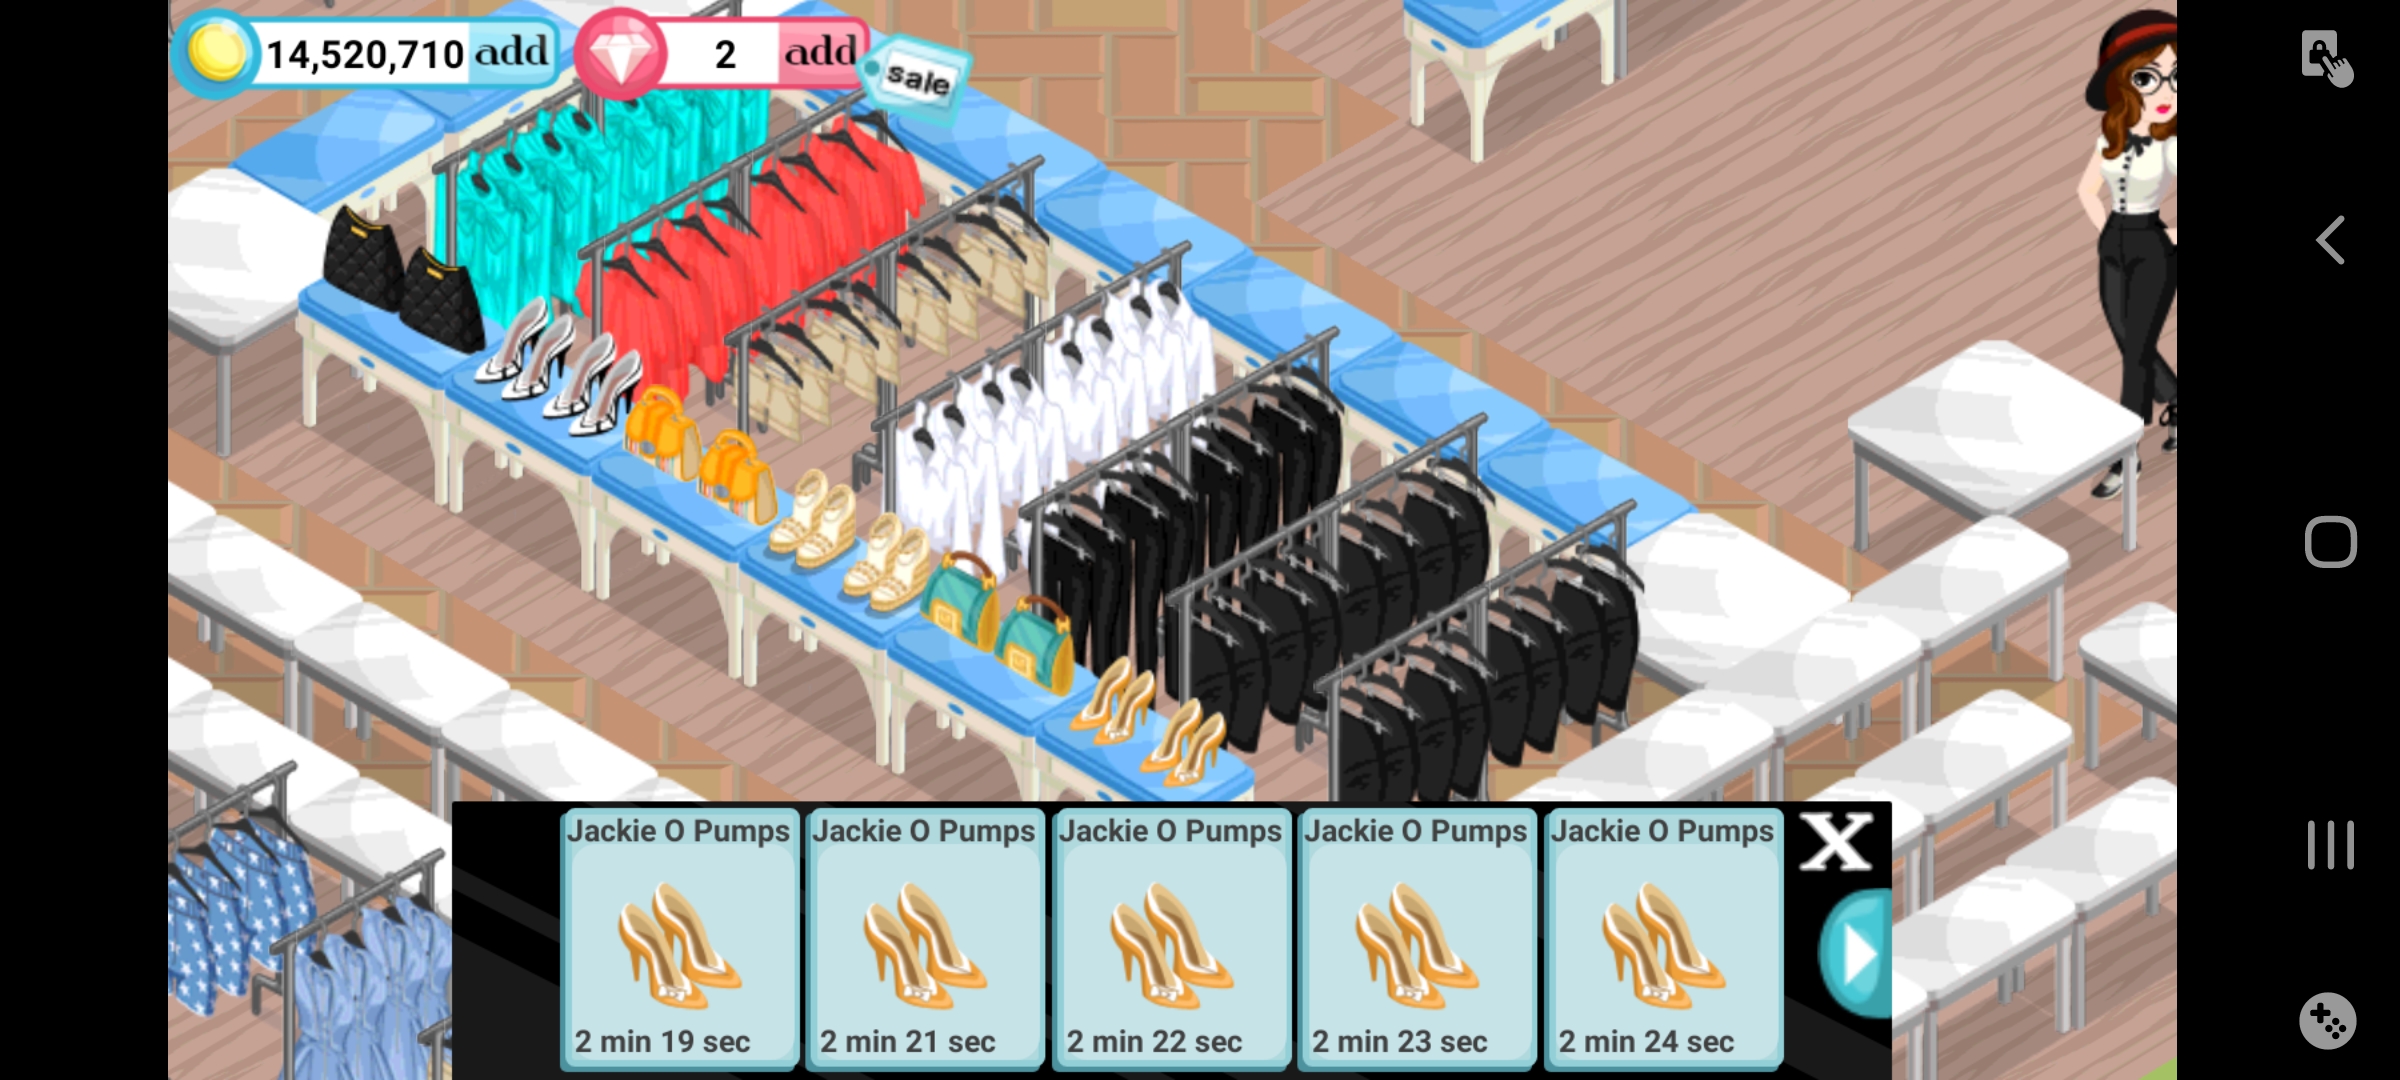 14,520,710 add
2 add
sale
Jackie O Pumps
2 min 19 sec
Jackie O Pumps
2 min 21 sec
Jackie O Pumps
2 min 22 sec
Jackie O Pumps
2 min 23 sec
Jackie O Pumps
2 min 24 sec
X